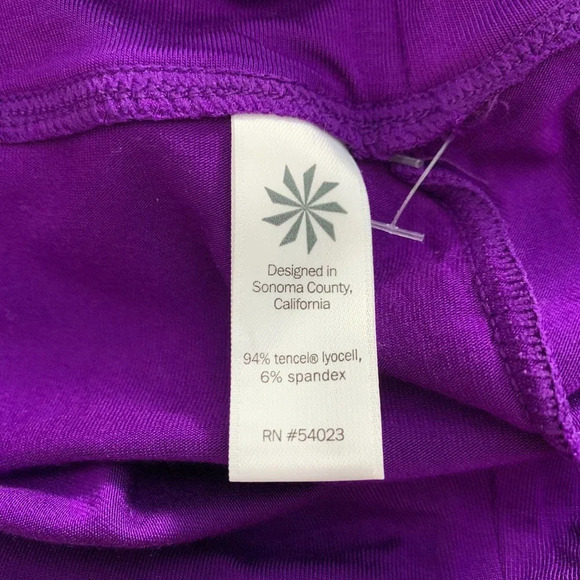 Designed in
Sonoma County,
California
94% tencel® lyocell,
6% spandex
RN #54023